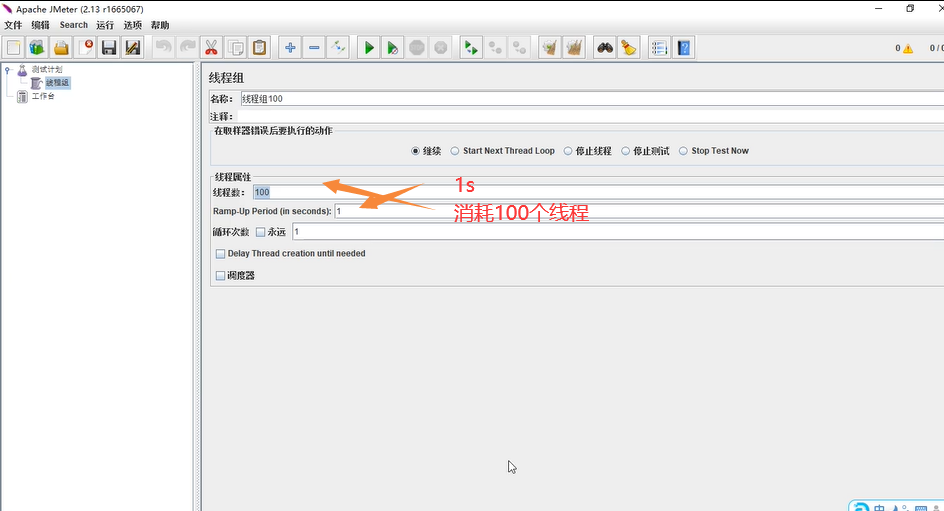 Apache JMeter (2.13 r1665067)
文件 编辑 Search 运行 选项 帮助
0 0 / 0
测试计划
线程组
工作台
线程组
名称： 线程组100
注释：
在取样器错误后要执行的动作
继续 Start Next Thread Loop 停止线程 停止测试 Stop Test Now
线程属性
线程数： 100
1s
Ramp-Up Period (in seconds): 1
消耗100个线程
循环次数 永远 1
Delay Thread creation until needed
调度器
中